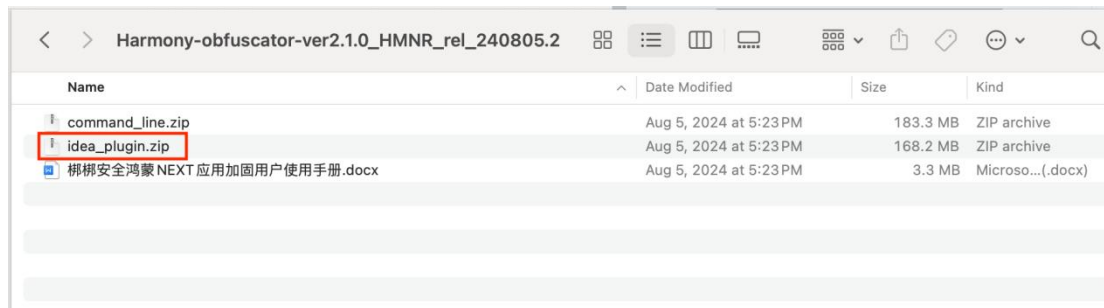 Harmony-obfuscator-ver2.1.0_HMNR_rel_240805.2
Name Date Modified Size Kind
command_line.zip Aug 5, 2024 at 5:23 PM 183.3 MB ZIP archive
idea_plugin.zip Aug 5, 2024 at 5:23 PM 168.2 MB ZIP archive
梆梆安全鸿蒙NEXT应用加固用户使用手册.docx Aug 5, 2024 at 5:23 PM 3.3 MB Microso...(.docx)